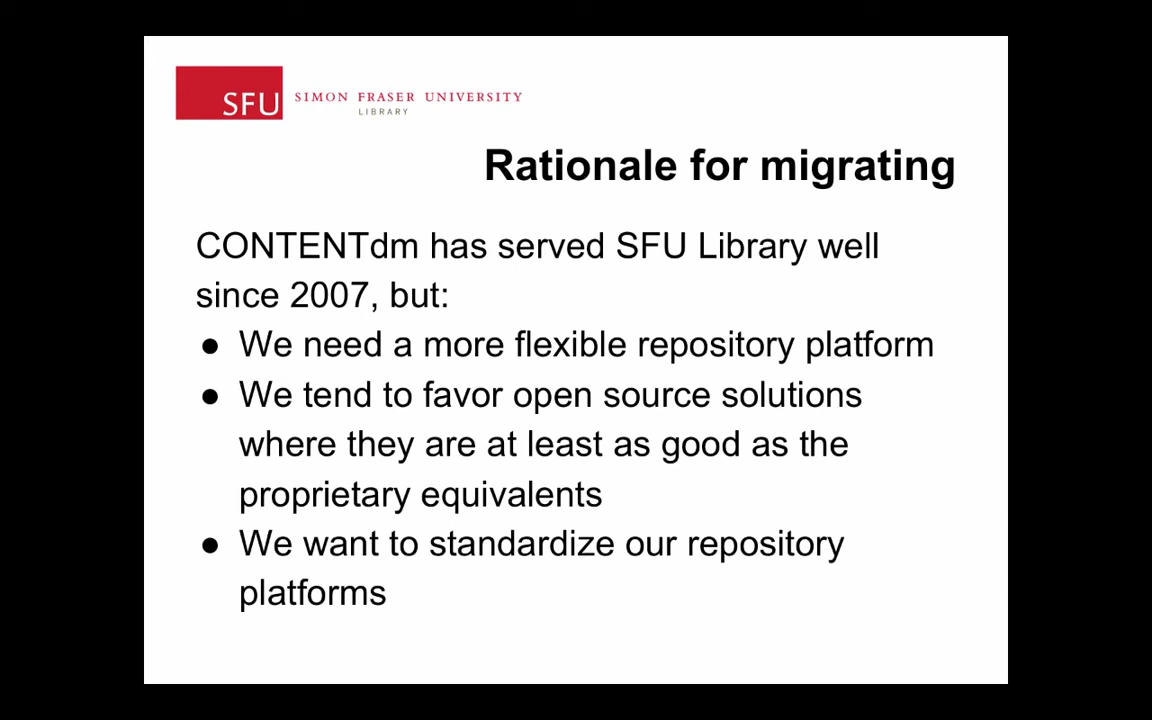 SFU SIMON FRASER UNIVERSITY
LIBRARY
Rationale for migrating
CONTENTdm has served SFU Library well
since 2007, but:
● We need a more flexible repository platform
● We tend to favor open source solutions
where they are at least as good as the
proprietary equivalents
● We want to standardize our repository
platforms